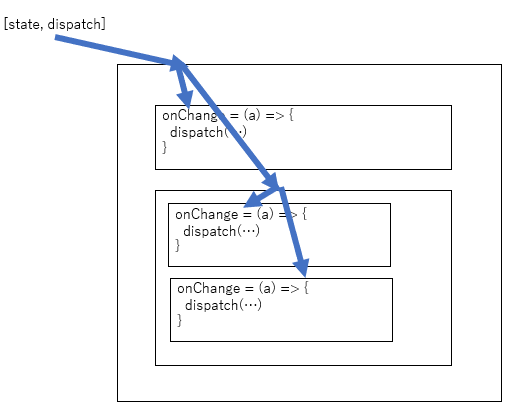 [state, dispatch]
onChange = (a) => {
dispatch(…)
}
onChange = (a) => {
dispatch(…)
}
onChange = (a) => {
dispatch(…)
}